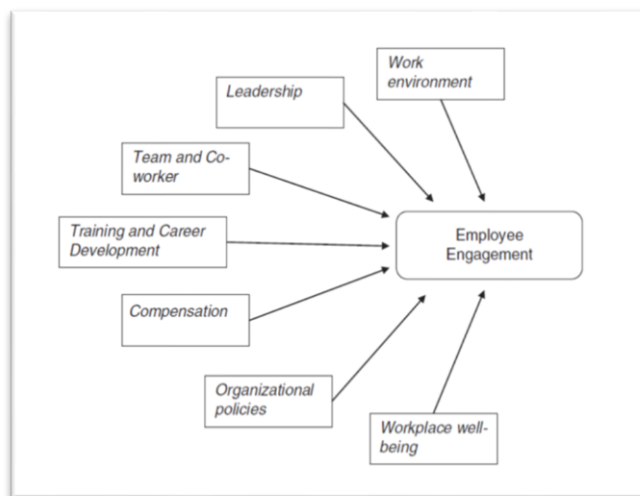 Work
environment
Leadership
Team and Co-
worker
Training and Career
Development
Employee
Engagement
Compensation
Organizational
policies
Workplace well-
being